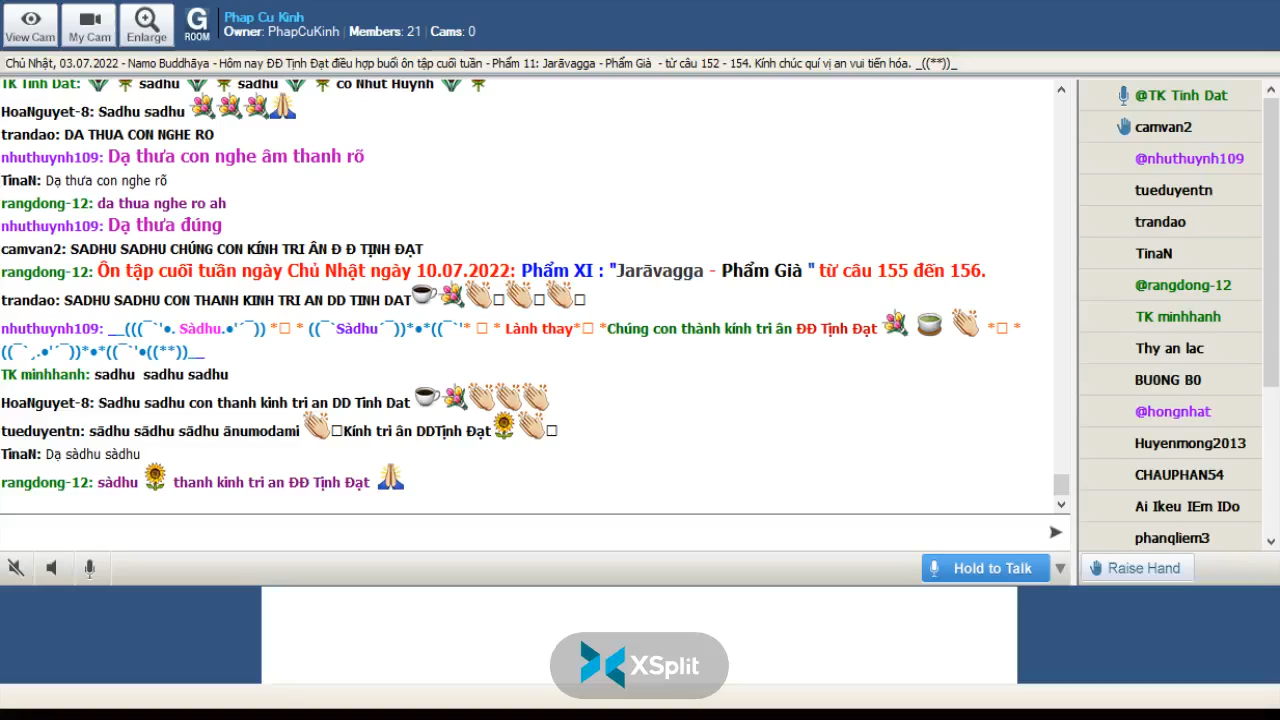 View Cam
My Cam
Enlarge
G
ROOM
Phap Cu Kinh
Owner: PhapCuKinh | Members: 21 | Cams: 0
Chủ Nhật, 03.07.2022 - Namo Buddhāya - Hôm nay ĐĐ Tịnh Đạt điều hợp buổi ôn tập cuối tuần - Phẩm 11: Jarāvagga - Phẩm Già - từ câu 152 - 154. Kính chúc quí vị an vui tiến hóa. _((**))_
TK Tinh Dat: sadhu sadhu co Nhut Huynh
HoaNguyet-8: Sadhu sadhu
trandao: DA THUA CON NGHE RO
nhuthuynh109: Dạ thưa con nghe âm thanh rõ
TinaN: Dạ thưa con nghe rõ
rangdong-12: da thua nghe ro ah
nhuthuynh109: Dạ thưa đúng
camvan2: SADHU SADHU CHÚNG CON KÍNH TRI ÂN Đ Đ TỊNH ĐẠT
rangdong-12: Ôn tập cuối tuần ngày Chủ Nhật ngày 10.07.2022: Phẩm XI : "Jarāvagga - Phẩm Già " từ câu 155 đến 156.
trandao: SADHU SADHU CON THANH KINH TRI AN DD TINH DAT
nhuthuynh109: __(((¯`'•. Sàdhu.•'´¯)) *□ * ((¯`Sàdhu´¯))*•*((¯`'* □ * Lành thay*□ *Chúng con thành kính tri ân ĐĐ Tịnh Đạt *□ *
((¯`¸.•'´¯))*•*((¯`'•((**))__
TK minhhanh: sadhu sadhu sadhu
HoaNguyet-8: Sadhu sadhu con thanh kinh tri an DD Tinh Dat
tueduyentn: sādhu sādhu sādhu ānumodami □Kính tri ân DDTịnh Đạt □
TinaN: Dạ sàdhu sàdhu
rangdong-12: sàdhu thanh kinh tri an ĐĐ Tịnh Đạt
@TK Tinh Dat
camvan2
@nhuthuynh109
tueduyentn
trandao
TinaN
@rangdong-12
TK minhhanh
Thy an lac
BU0NG B0
@hongnhat
Huyenmong2013
CHAUPHAN54
Ai Ikeu IEm IDo
phanqliem3
Hold to Talk
Raise Hand
XSplit